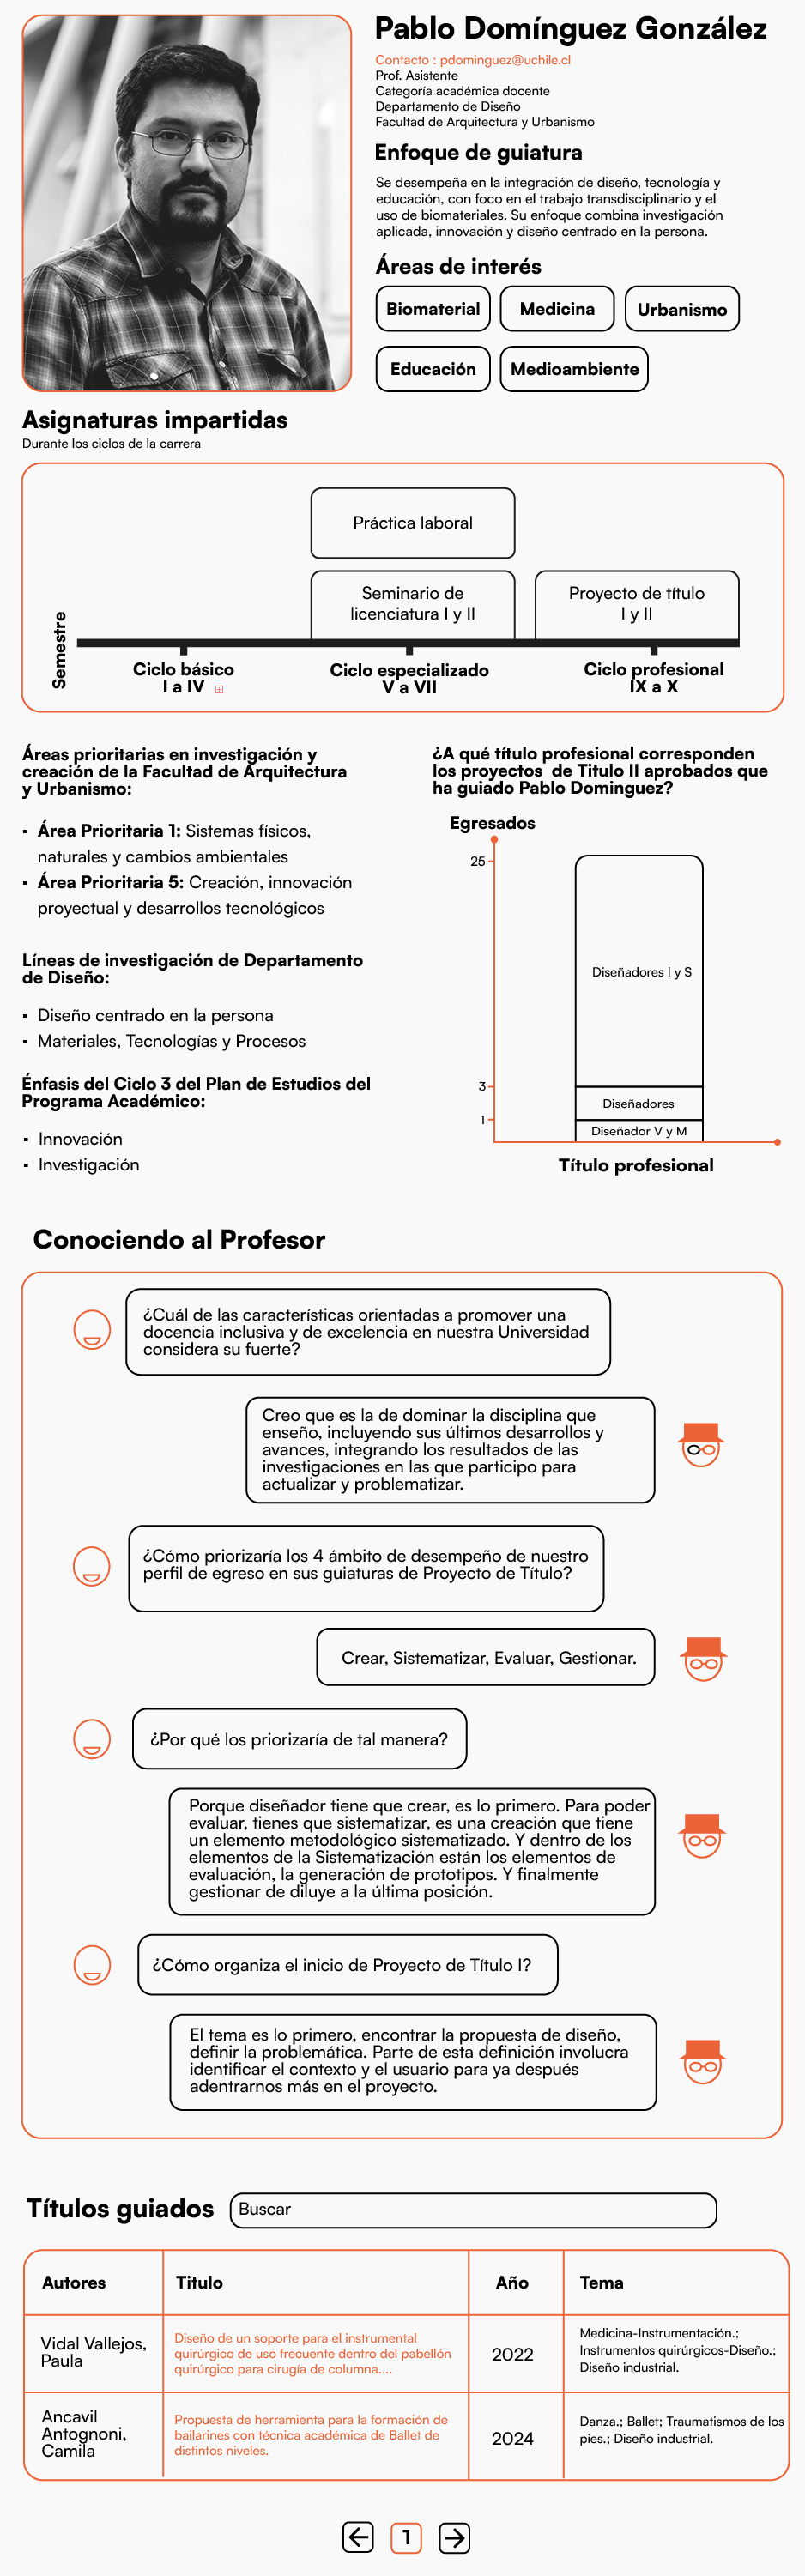 Pablo Domínguez González
Contacto : pdominguez@uchile.cl
Prof. Asistente
Categoría académica docente
Departamento de Diseño
Facultad de Arquitectura y Urbanismo
Enfoque de guiatura
Se desempeña en la integración de diseño, tecnología y
educación, con foco en el trabajo transdisciplinario y el
uso de biomateriales. Su enfoque combina investigación
aplicada, innovación y diseño centrado en la persona.
Áreas de interés
Biomaterial
Medicina
Urbanismo
Educación
Medioambiente
Asignaturas impartidas
Durante los ciclos de la carrera
Práctica laboral
Seminario de
licenciatura I y II
Proyecto de título
I y II
Semestre
Ciclo básico
I a IV
Ciclo especializado
V a VII
Ciclo profesional
IX a X
Áreas prioritarias en investigación y
creación de la Facultad de Arquitectura
y Urbanismo:
- Área Prioritaria 1: Sistemas físicos,
naturales y cambios ambientales
- Área Prioritaria 5: Creación, innovación
proyectual y desarrollos tecnológicos
Líneas de investigación de Departamento
de Diseño:
- Diseño centrado en la persona
- Materiales, Tecnologías y Procesos
Énfasis del Ciclo 3 del Plan de Estudios del
Programa Académico:
- Innovación
- Investigación
¿A qué título profesional corresponden
los proyectos de Titulo II aprobados que
ha guiado Pablo Dominguez?
Egresados
25
Diseñadores I y S
3
Diseñadores
1
Diseñador V y M
Título profesional
Conociendo al Profesor
¿Cuál de las características orientadas a promover una
docencia inclusiva y de excelencia en nuestra Universidad
considera su fuerte?
Creo que es la de dominar la disciplina que
enseño, incluyendo sus últimos desarrollos y
avances, integrando los resultados de las
investigaciones en las que participo para
actualizar y problematizar.
¿Cómo priorizaría los 4 ámbito de desempeño de nuestro
perfil de egreso en sus guiaturas de Proyecto de Título?
Crear, Sistematizar, Evaluar, Gestionar.
¿Por qué los priorizaría de tal manera?
Porque diseñador tiene que crear, es lo primero. Para poder
evaluar, tienes que sistematizar, es una creación que tiene
un elemento metodológico sistematizado. Y dentro de los
elementos de la Sistematización están los elementos de
evaluación, la generación de prototipos. Y finalmente
gestionar de diluye a la última posición.
¿Cómo organiza el inicio de Proyecto de Título I?
El tema es lo primero, encontrar la propuesta de diseño,
definir la problemática. Parte de esta definición involucra
identificar el contexto y el usuario para ya después
adentrarnos más en el proyecto.
Títulos guiados
Buscar
Autores
Titulo
Año
Tema
Vidal Vallejos,
Paula
Diseño de un soporte para el instrumental
quirúrgico de uso frecuente dentro del pabellón
quirúrgico para cirugía de columna....
2022
Medicina-Instrumentación.;
Instrumentos quirúrgicos-Diseño.;
Diseño industrial.
Ancavil
Antognoni,
Camila
Propuesta de herramienta para la formación de
bailarines con técnica académica de Ballet de
distintos niveles.
2024
Danza.; Ballet; Traumatismos de los
pies.; Diseño industrial.
1